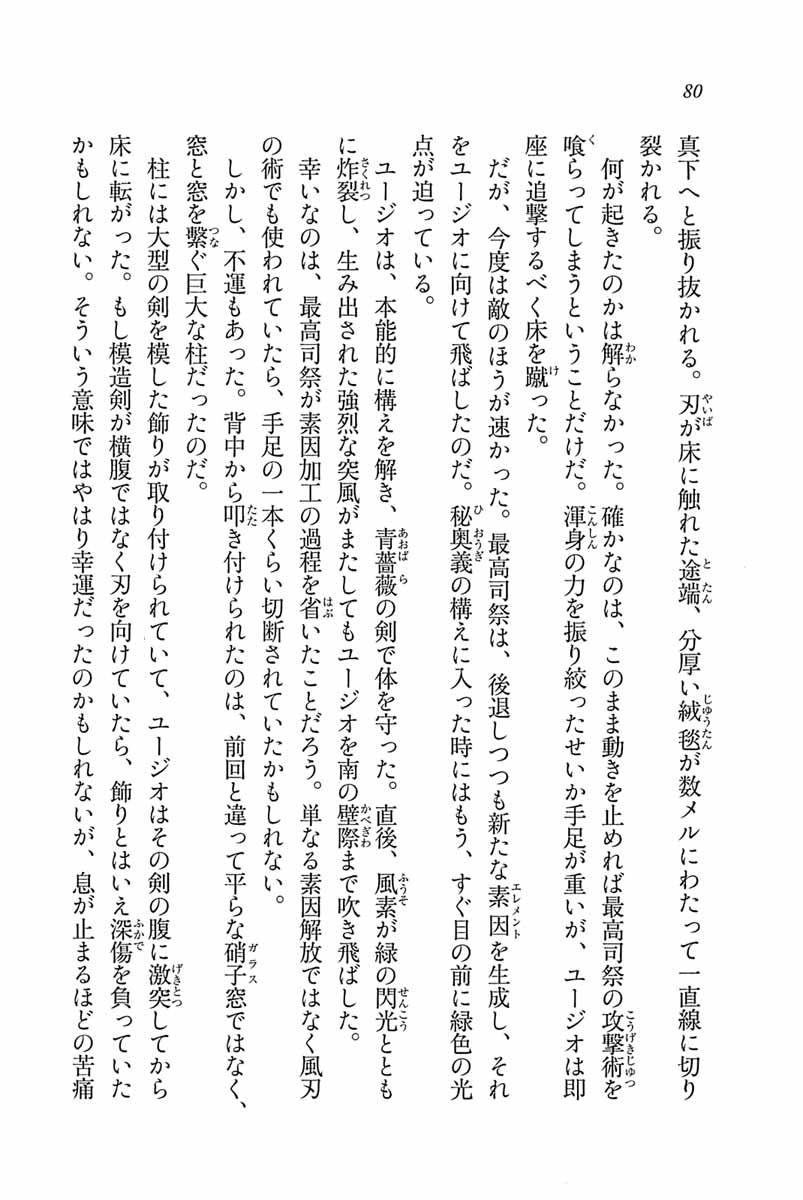 80
真下へと振り抜かれる。刃が床に触れた途端、分厚い絨毯が数メルにわたって一直線に切り
裂かれる。
　何が起きたのかは解らなかった。確かなのは、このまま動きを止めれば最高司祭の攻撃術を
喰らってしまうということだけだ。渾身の力を振り絞ったせいか手足が重いが、ユージオは即
座に追撃するべく床を蹴った。
　だが、今度は敵のほうが速かった。最高司祭は、後退しつつも新たな素因を生成し、それ
をユージオに向けて飛ばしたのだ。秘奥義の構えに入った時にはもう、すぐ目の前に緑色の光
点が迫っている。
　ユージオは、本能的に構えを解き、青薔薇の剣で体を守った。直後、風素が緑の閃光ととも
に炸裂し、生み出された強烈な突風がまたしてもユージオを南の壁際まで吹き飛ばした。
　幸いなのは、最高司祭が素因加工の過程を省いたことだろう。単なる素因解放ではなく風刃
の術でも使われていたら、手足の一本くらい切断されていたかもしれない。
　しかし、不運もあった。背中から叩き付けられたのは、前回と違って平らな硝子窓ではなく、
窓と窓を繋ぐ巨大な柱だったのだ。
　柱には大型の剣を模した飾りが取り付けられていて、ユージオはその剣の腹に激突してから
床に転がった。もし模造剣が横腹ではなく刃を向けていたら、飾りとはいえ深傷を負っていた
かもしれない。そういう意味ではやはり幸運だったのかもしれないが、息が止まるほどの苦痛